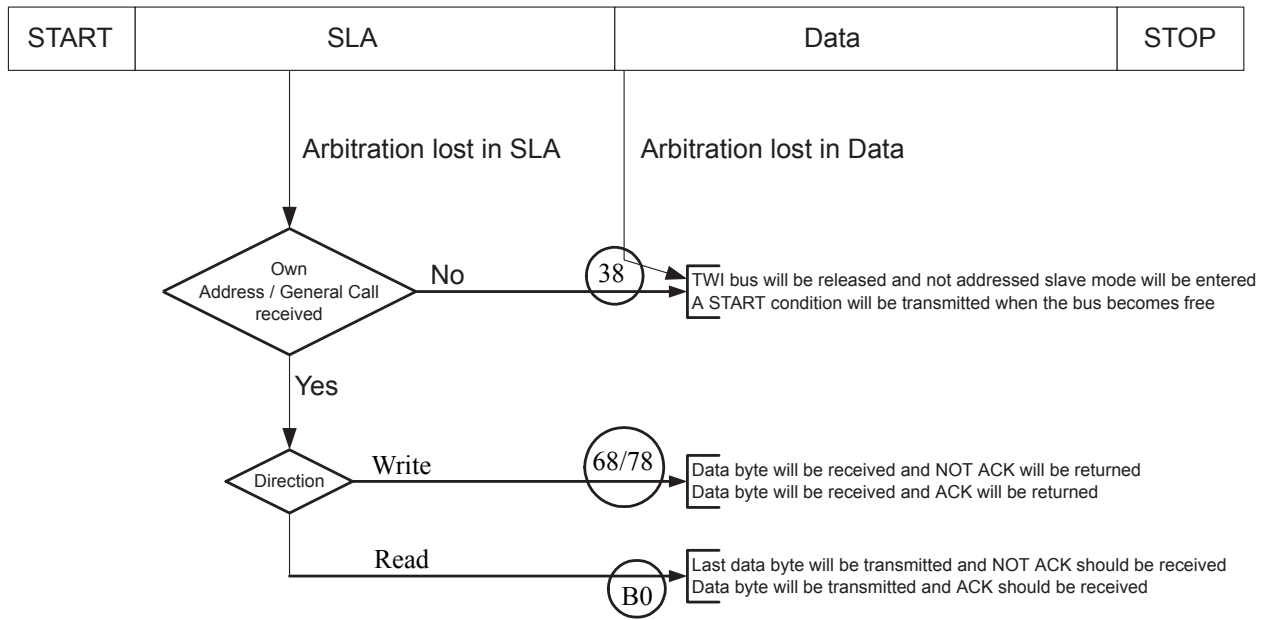 START SLA Data STOP
Arbitration lost in SLA Arbitration lost in Data
Own
Address / General Call
received
No
38
TWI bus will be released and not addressed slave mode will be entered
A START condition will be transmitted when the bus becomes free
Yes
Direction
Write
68/78
Data byte will be received and NOT ACK will be returned
Data byte will be received and ACK will be returned
Read
B0
Last data byte will be transmitted and NOT ACK should be received
Data byte will be transmitted and ACK should be received